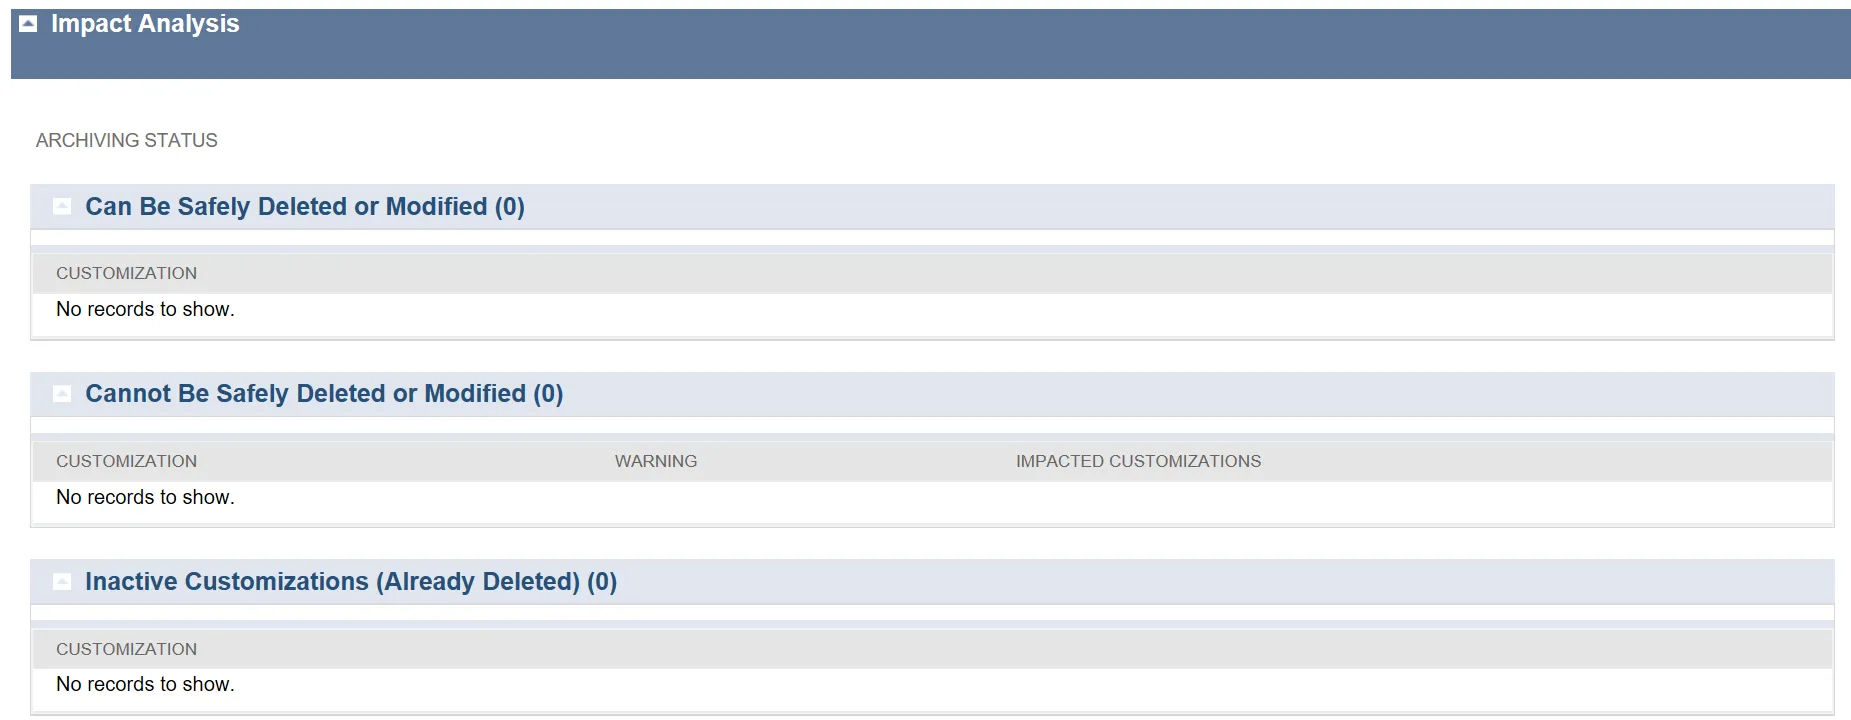 Impact Analysis
ARCHIVING STATUS
Can Be Safely Deleted or Modified (0)
CUSTOMIZATION
No records to show.
Cannot Be Safely Deleted or Modified (0)
CUSTOMIZATION WARNING IMPACTED CUSTOMIZATIONS
No records to show.
Inactive Customizations (Already Deleted) (0)
CUSTOMIZATION
No records to show.